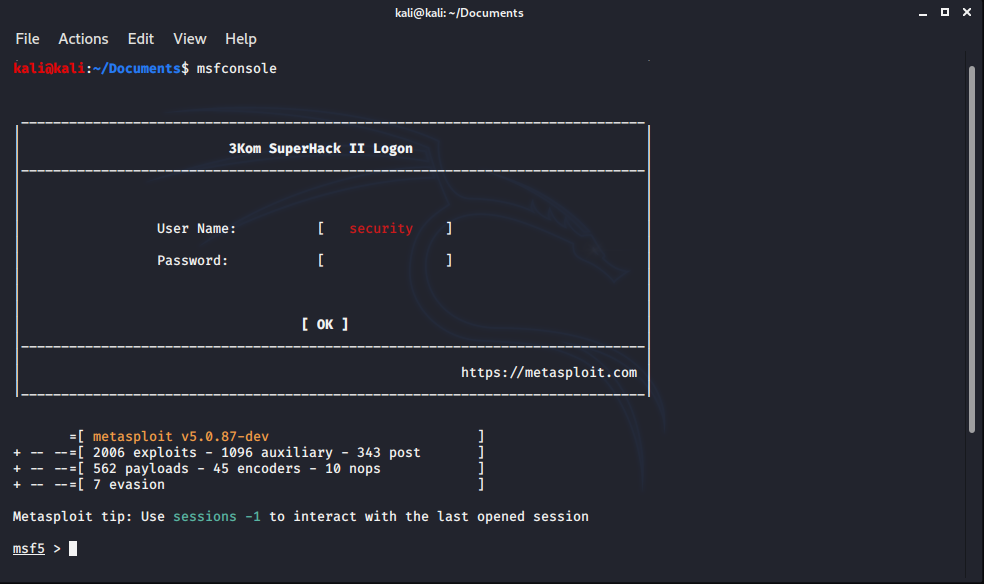 kali@kali: ~/Documents
File Actions Edit View Help
kali@kali:~/Documents$ msfconsole
3Kom SuperHack II Logon
User Name: [ security ]
Password: [ ]
[ OK ]
https://metasploit.com
=[ metasploit v5.0.87-dev ]
+ -- --=[ 2006 exploits - 1096 auxiliary - 343 post ]
+ -- --=[ 562 payloads - 45 encoders - 10 nops ]
+ -- --=[ 7 evasion ]
Metasploit tip: Use sessions -1 to interact with the last opened session
msf5 >